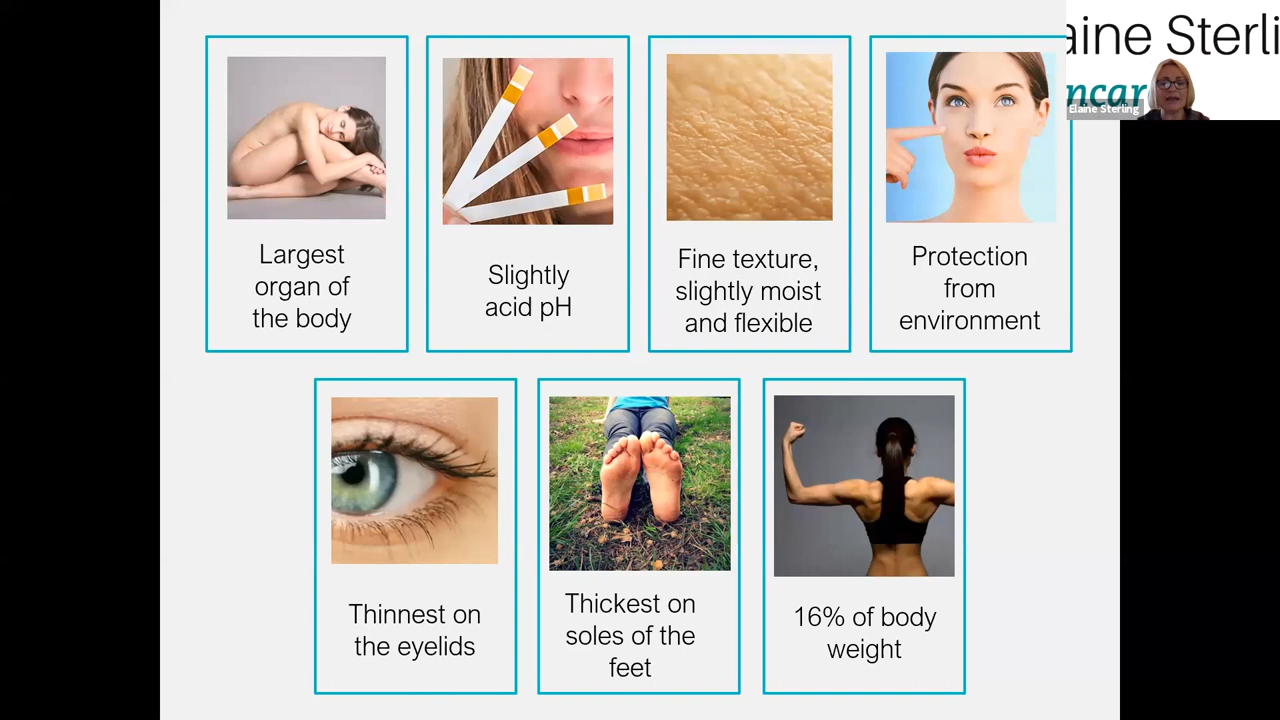 aine Sterli
ncar
Elaine Sterling
Largest
organ of
the body
Slightly
acid pH
Fine texture,
slightly moist
and flexible
Protection
from
environment
Thinnest on
the eyelids
Thickest on
soles of the
feet
16% of body
weight